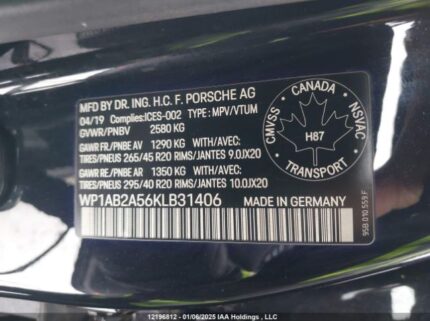 MFD BY DR. ING. H.C. F. PORSCHE AG
04/19 Complies:ICES-002 TYPE: MPV/VTUM
GVWR/PNBV 2580 KG
GAWR FR/PNBE AV 1290 KG WITH/AVEC:
TIRES/PNEUS 265/45 R20 RIMS/JANTES 9.0JX20
GAWR RE/PNBE AR 1350 KG WITH/AVEC:
TIRES/PNEUS 295/40 R20 RIMS/JANTES 10.0JX20
WP1AB2A56KLB31406 MADE IN GERMANY
CANADA
CMVSS
NSVAC
H87
TRANSPORT
95B 010 559 F
12196812 - 01/06/2025 IAA Holdings , LLC